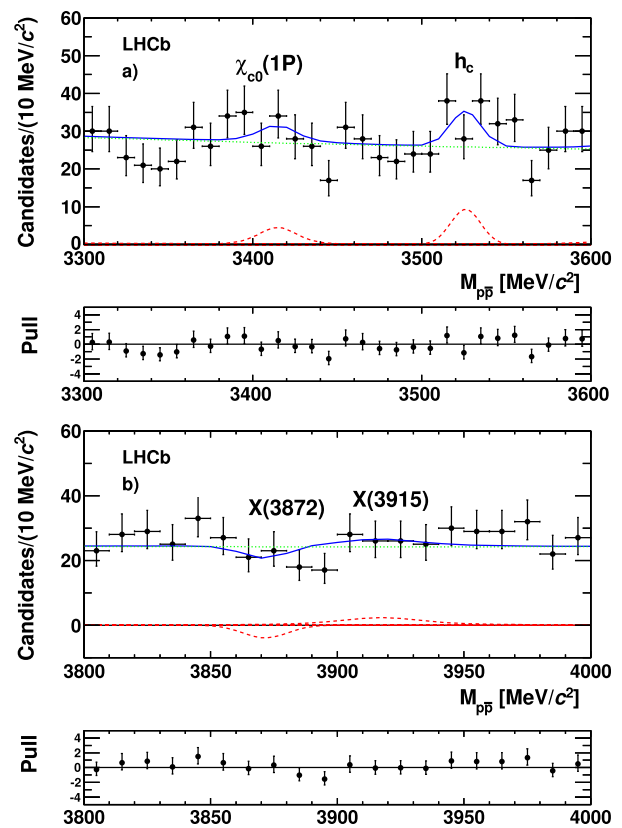 60
50
40
30
20
10
0
Candidates/(10 MeV/c²)
LHCb
a)
χc0(1P)
hc
3300 3400 3500 3600
Mpp̅ [MeV/c²]
4
2
0
-2
-4
Pull
3300 3400 3500 3600
60
40
20
0
Candidates/(10 MeV/c²)
LHCb
b)
X(3872)
X(3915)
3800 3850 3900 3950 4000
Mpp̅ [MeV/c²]
4
2
0
-2
-4
Pull
3800 3850 3900 3950 4000